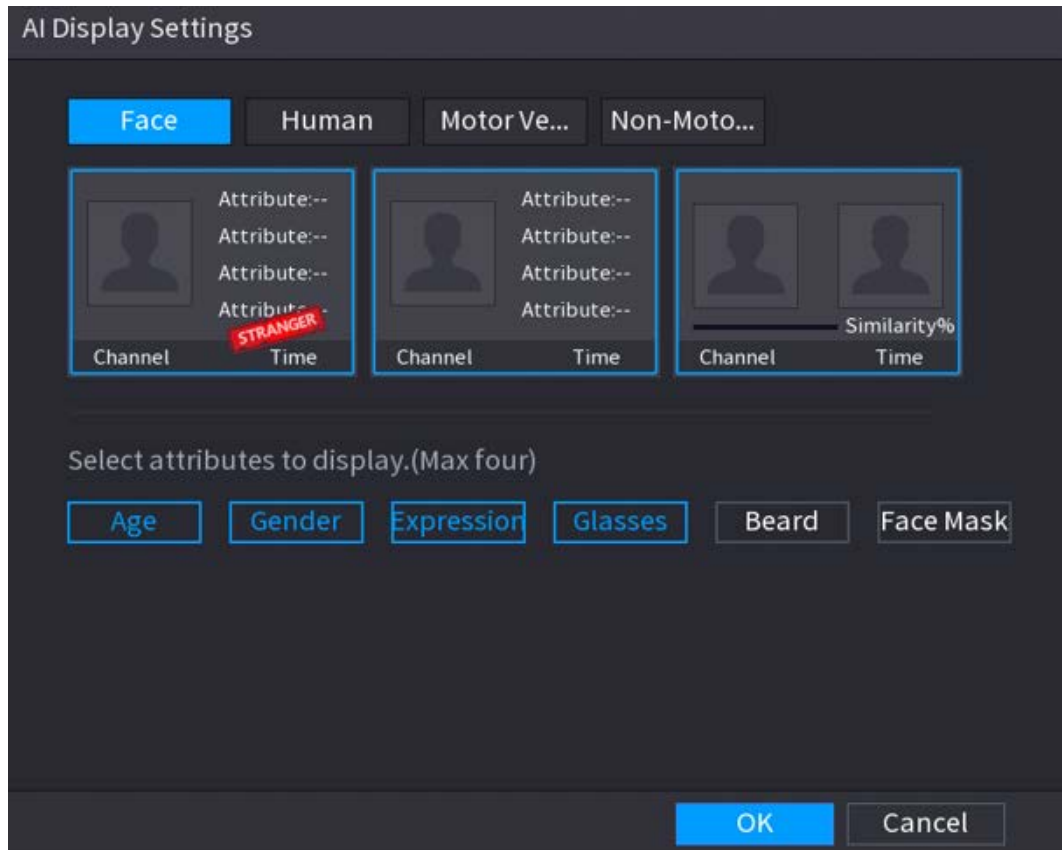 AI Display Settings
Face Human Motor Ve... Non-Moto...
Attribute:-- Attribute:--
Attribute:-- Attribute:--
Attribute:-- Attribute:--
Attribute:-- Attribute:--
STRANGER Similarity%
Channel Time Channel Time Channel Time
Select attributes to display.(Max four)
Age Gender Expression Glasses Beard Face Mask
OK Cancel